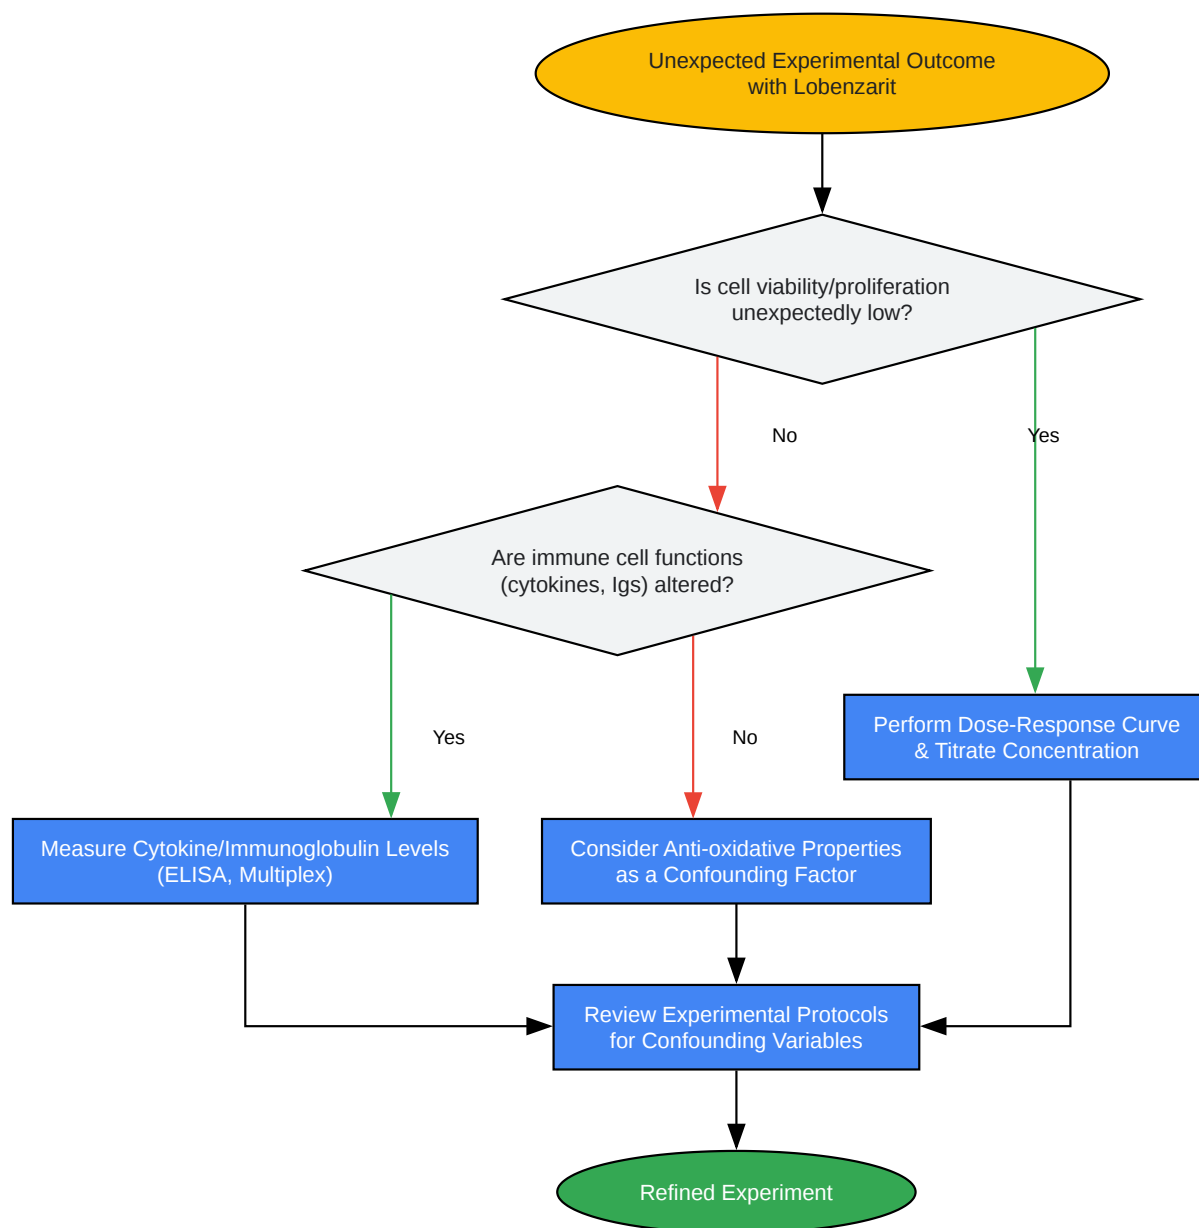 Unexpected Experimental Outcome
with Lobenzarit
Is cell viability/proliferation
unexpectedly low?
No
Yes
Are immune cell functions
(cytokines, Igs) altered?
Yes
No
Perform Dose-Response Curve
& Titrate Concentration
Measure Cytokine/Immunoglobulin Levels
(ELISA, Multiplex)
Consider Anti-oxidative Properties
as a Confounding Factor
Review Experimental Protocols
for Confounding Variables
Refined Experiment